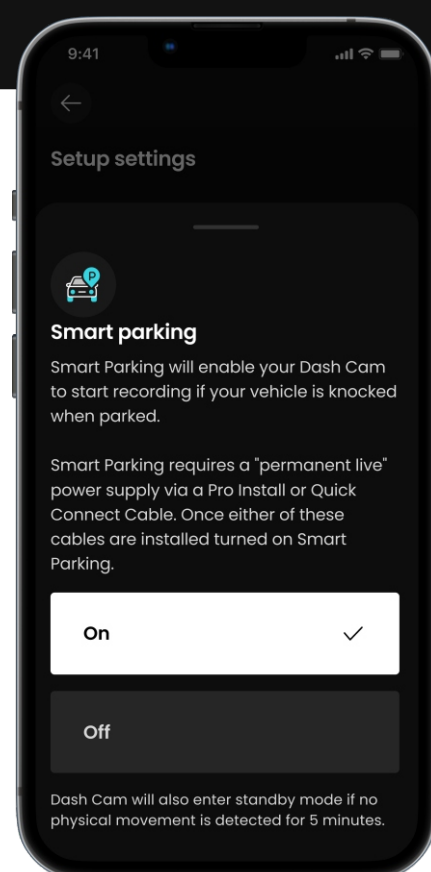 9:41
Setup settings
P
Smart parking
Smart Parking will enable your Dash Cam
to start recording if your vehicle is knocked
when parked.
Smart Parking requires a "permanent live"
power supply via a Pro Install or Quick
Connect Cable. Once either of these
cables are installed turned on Smart
Parking.
On
Off
Dash Cam will also enter standby mode if no
physical movement is detected for 5 minutes.